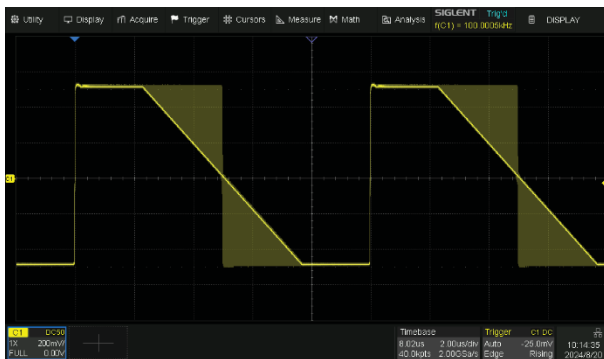 Utility Display Acquire Trigger Cursors Measure Math Analysis SIGLENT Trig'd DISPLAY
f(C1) = 100.0005kHz
C1
C1 DC50
1X 200mV/
FULL 0.00V
Timebase
8.02us 2.00us/div
40.0kpts 2.00GSa/s
Trigger C1 DC
Auto -25.0mV
Edge Rising
10:14:35
2024/8/20